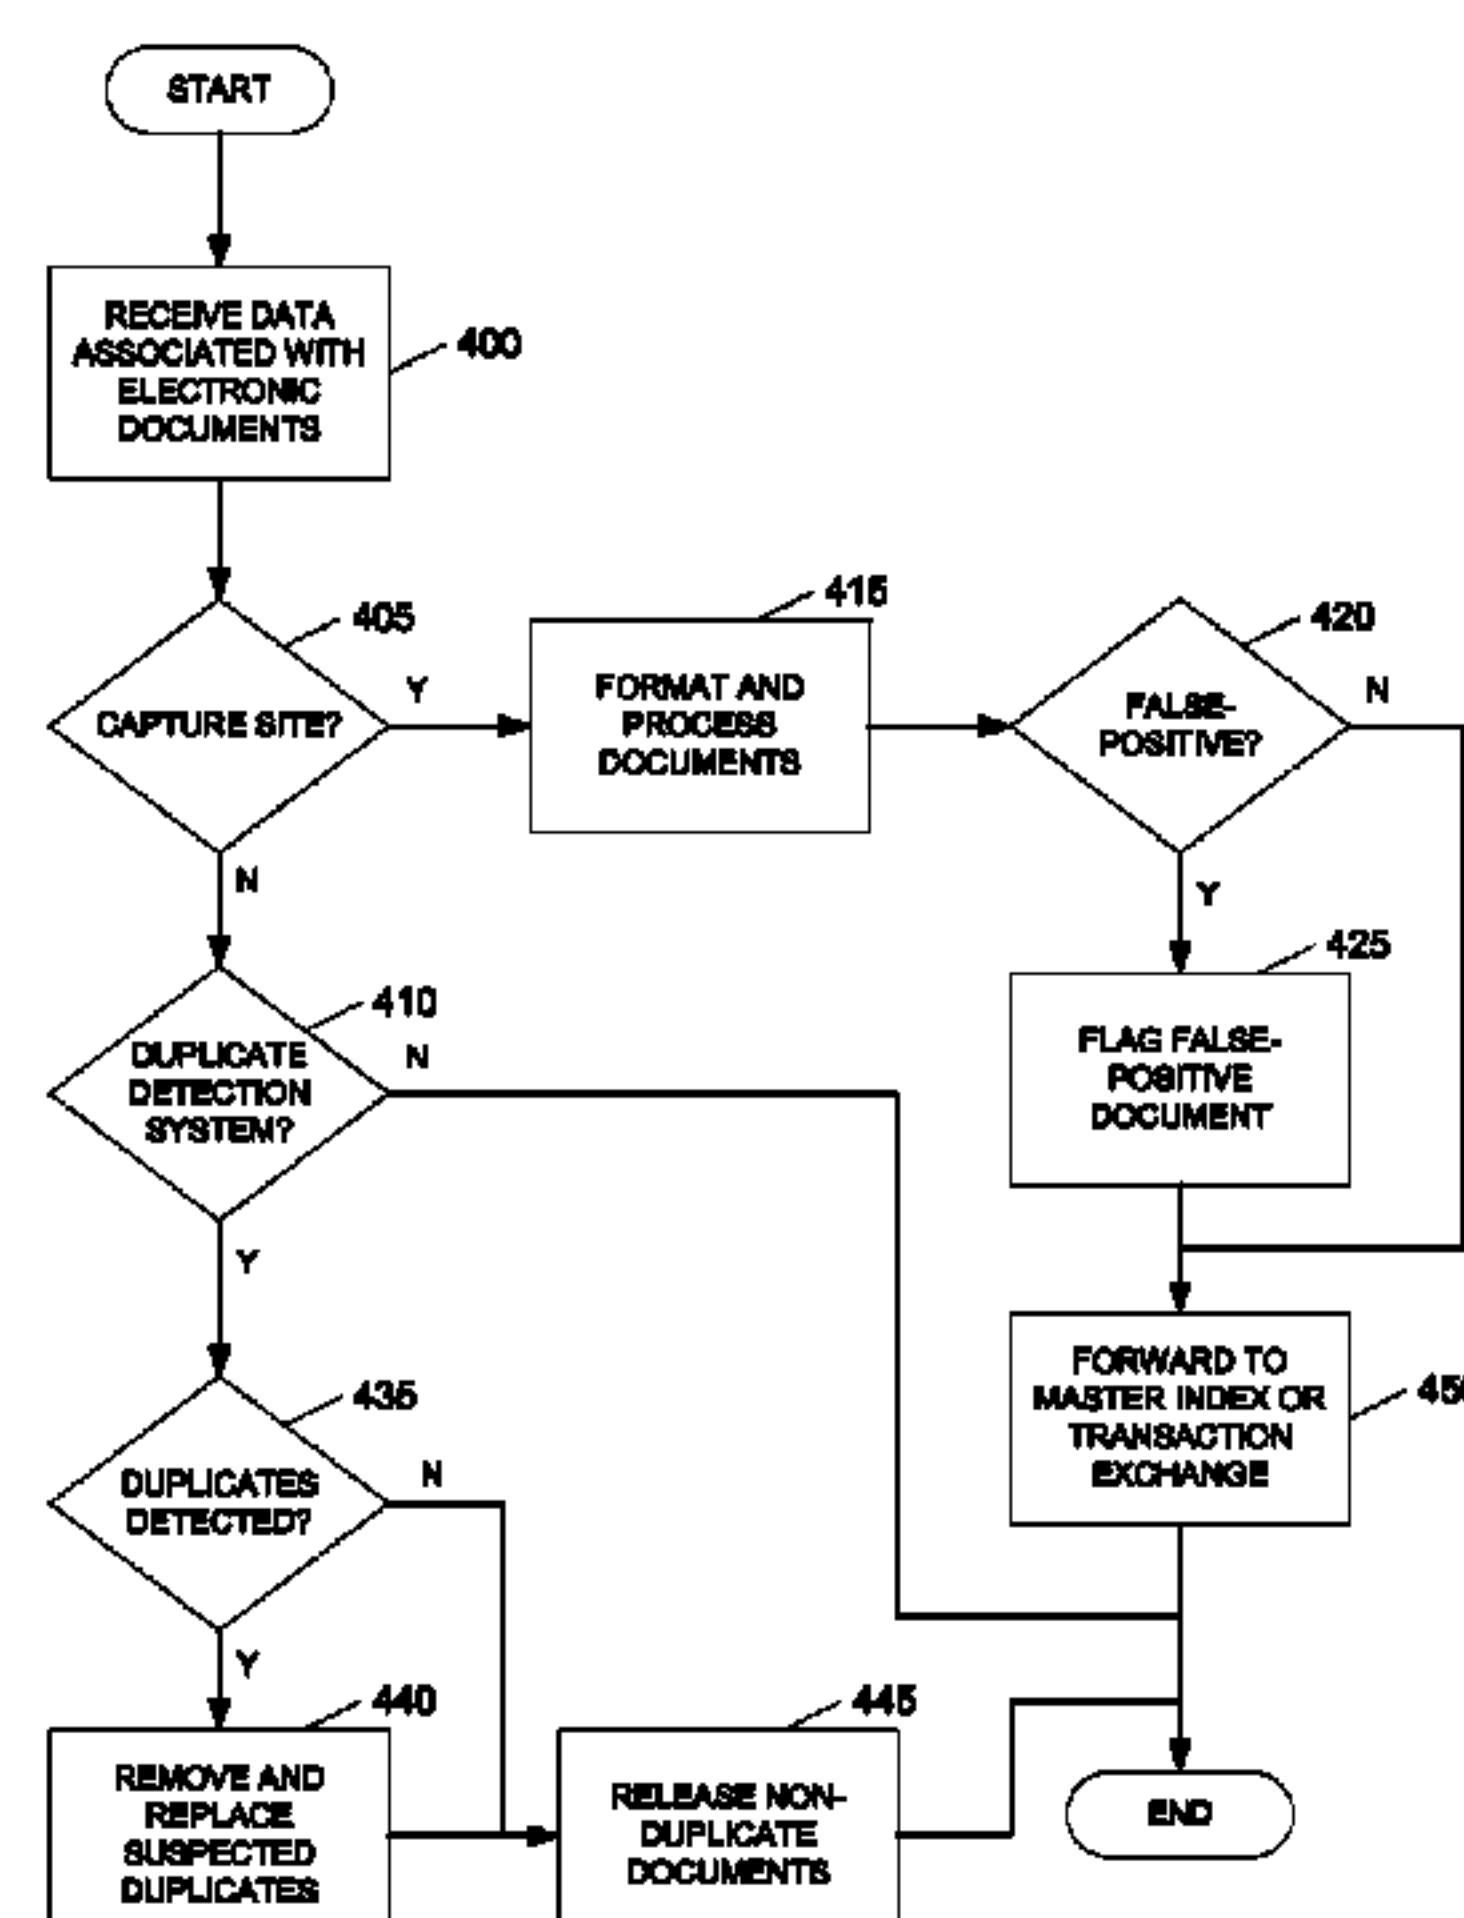 START
RECEIVE DATA
ASSOCIATED WITH
ELECTRONIC
DOCUMENTS
400
405
CAPTURE SITE?
Y
N
415
FORMAT AND
PROCESS
DOCUMENTS
420
FALSE-
POSITIVE?
N
Y
425
FLAG FALSE-
POSITIVE
DOCUMENT
410
DUPLICATE
DETECTION
SYSTEM?
N
Y
FORWARD TO
MASTER INDEX OR
TRANSACTION
EXCHANGE
435
DUPLICATES
DETECTED?
N
Y
440
REMOVE AND
REPLACE
SUSPECTED
DUPLICATES
445
RELEASE NON-
DUPLICATE
DOCUMENTS
END